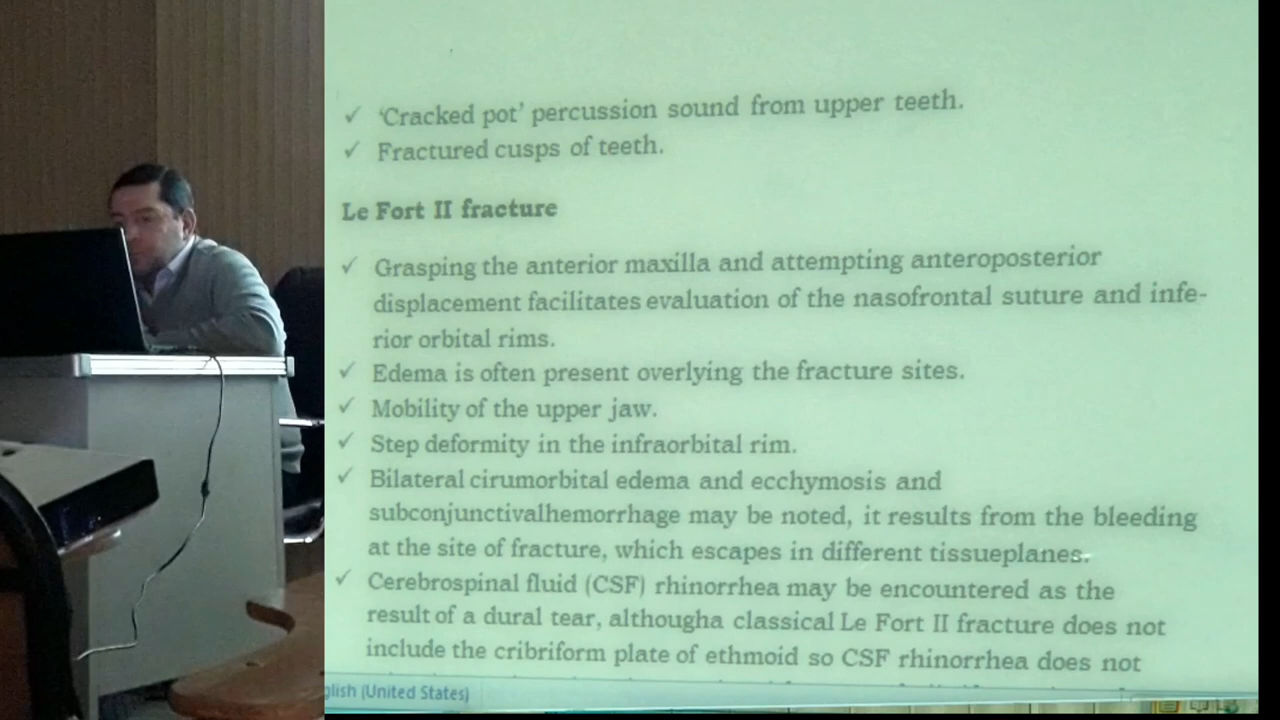 ✓ 'Cracked pot' percussion sound from upper teeth.
✓ Fractured cusps of teeth.
Le Fort II fracture
✓ Grasping the anterior maxilla and attempting anteroposterior
displacement facilitates evaluation of the nasofrontal suture and infe-
rior orbital rims.
✓ Edema is often present overlying the fracture sites.
✓ Mobility of the upper jaw.
✓ Step deformity in the infraorbital rim.
✓ Bilateral cirumorbital edema and ecchymosis and
subconjunctivalhemorrhage may be noted, it results from the bleeding
at the site of fracture, which escapes in different tissueplanes.
✓ Cerebrospinal fluid (CSF) rhinorrhea may be encountered as the
result of a dural tear, althougha classical Le Fort II fracture does not
include the cribriform plate of ethmoid so CSF rhinorrhea does not
glish (United States)